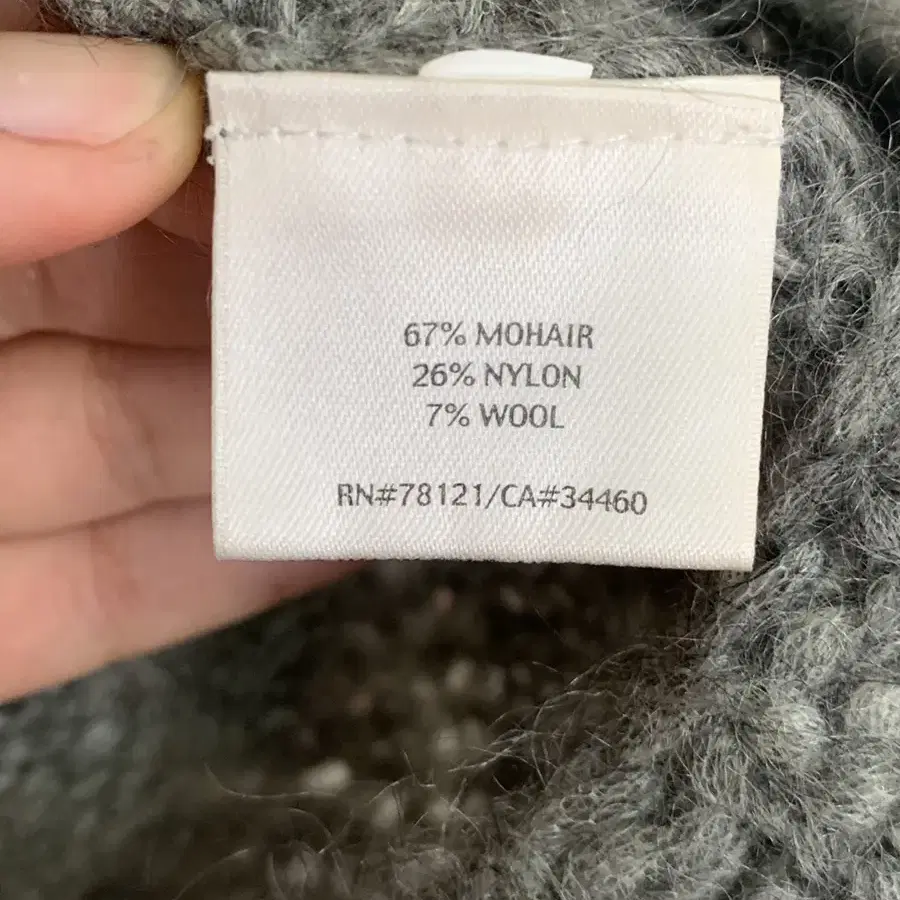 67% MOHAIR
26% NYLON
7% WOOL
RN#78121/CA#34460